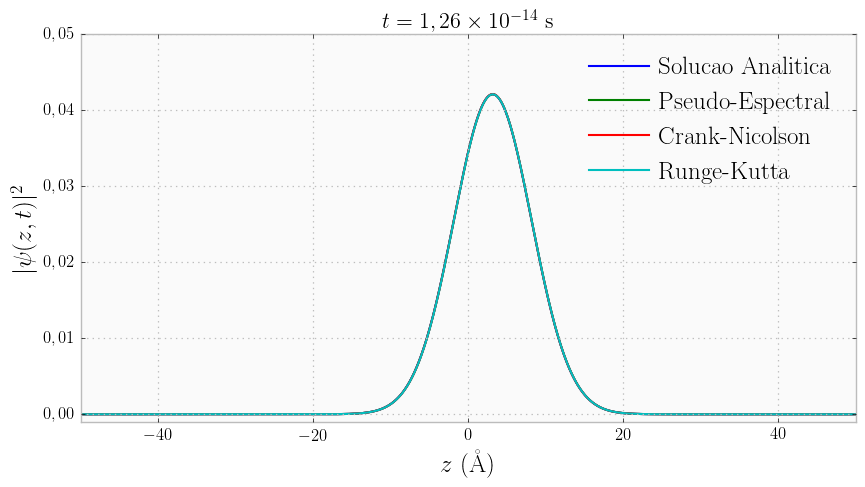 t = 1,26 × 10⁻¹⁴ s
0,05
0,04
0,03
0,02
0,01
0,00
|ψ(z, t)|²
Solucao Analitica
Pseudo-Espectral
Crank-Nicolson
Runge-Kutta
−40
−20
0
20
40
z (Å)